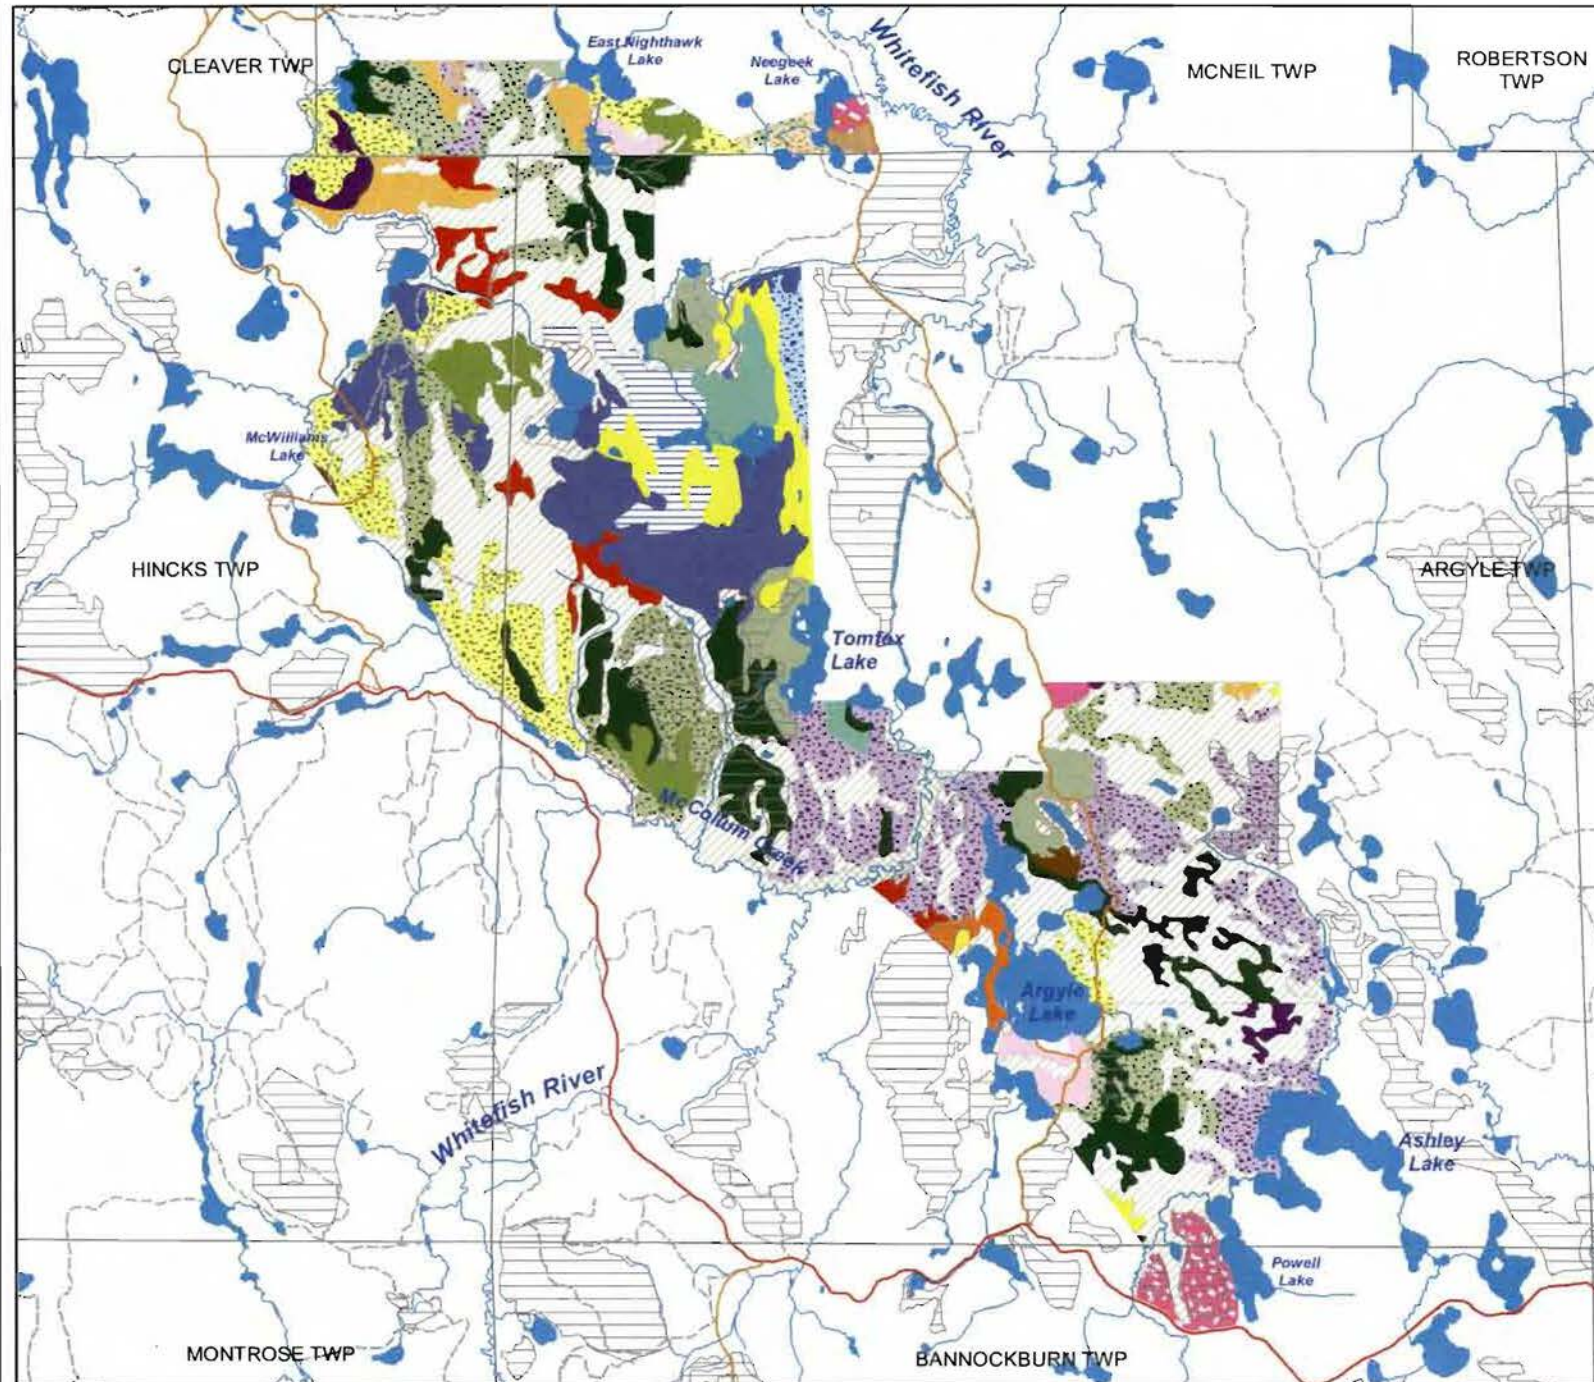 CLEAVER TWP
East Nighthawk
Lake
Neegeek
Lake
Whitefish River
MCNEIL TWP
ROBERTSON
TWP
McWilliams
Lake
HINCKS TWP
ARGYLE TWP
Tomfox
Lake
McCollum Creek
Argyle
Lake
Whitefish River
Ashley
Lake
Powell
Lake
MONTROSE TWP
BANNOCKBURN TWP